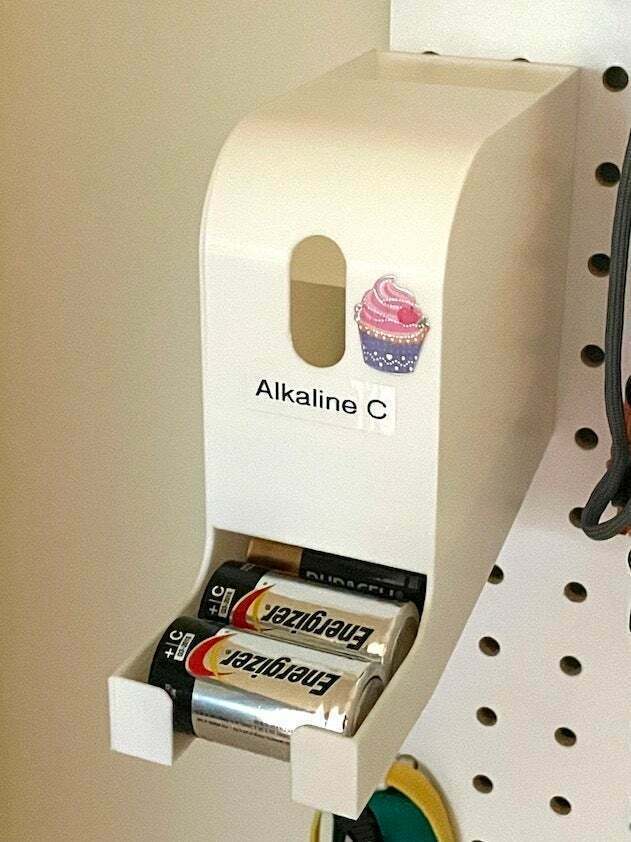 Alkaline C
DURACELL
+ | C
Energizer
+ | C
Energizer